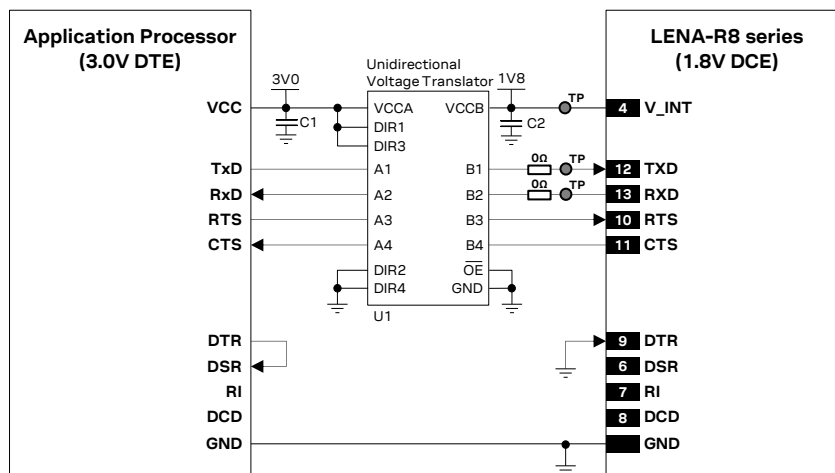 Application Processor
(3.0V DTE)
LENA-R8 series
(1.8V DCE)
Unidirectional
Voltage Translator
3V0
1V8
TP
VCC
VCCA
VCCB
4
V_INT
C1
DIR1
C2
DIR3
0Ω
TP
TxD
A1
B1
12
TXD
0Ω
TP
RxD
A2
B2
13
RXD
RTS
A3
B3
10
RTS
CTS
A4
B4
11
CTS
DIR2
OE
DIR4
GND
U1
DTR
9
DTR
DSR
6
DSR
RI
7
RI
DCD
8
DCD
GND
GND